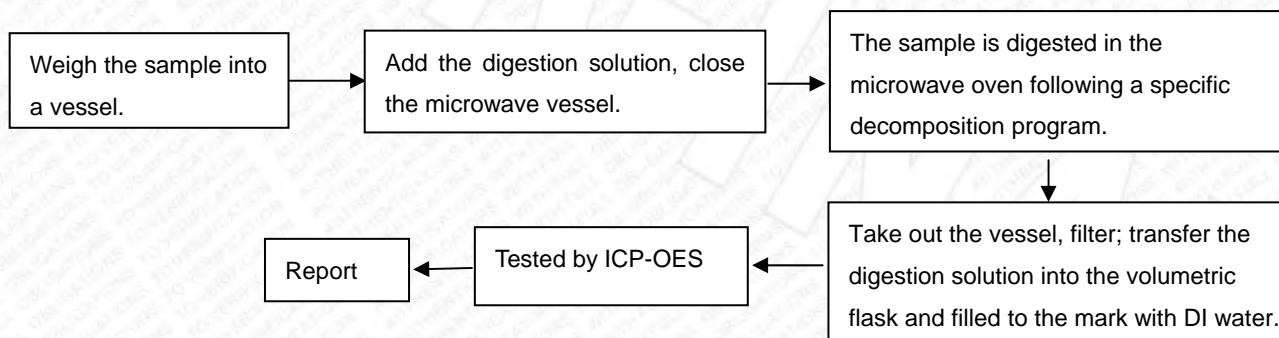 Weigh the sample into
a vessel.
Add the digestion solution, close
the microwave vessel.
The sample is digested in the
microwave oven following a specific
decomposition program.
Take out the vessel, filter; transfer the
digestion solution into the volumetric
flask and filled to the mark with DI water.
Tested by ICP-OES
Report